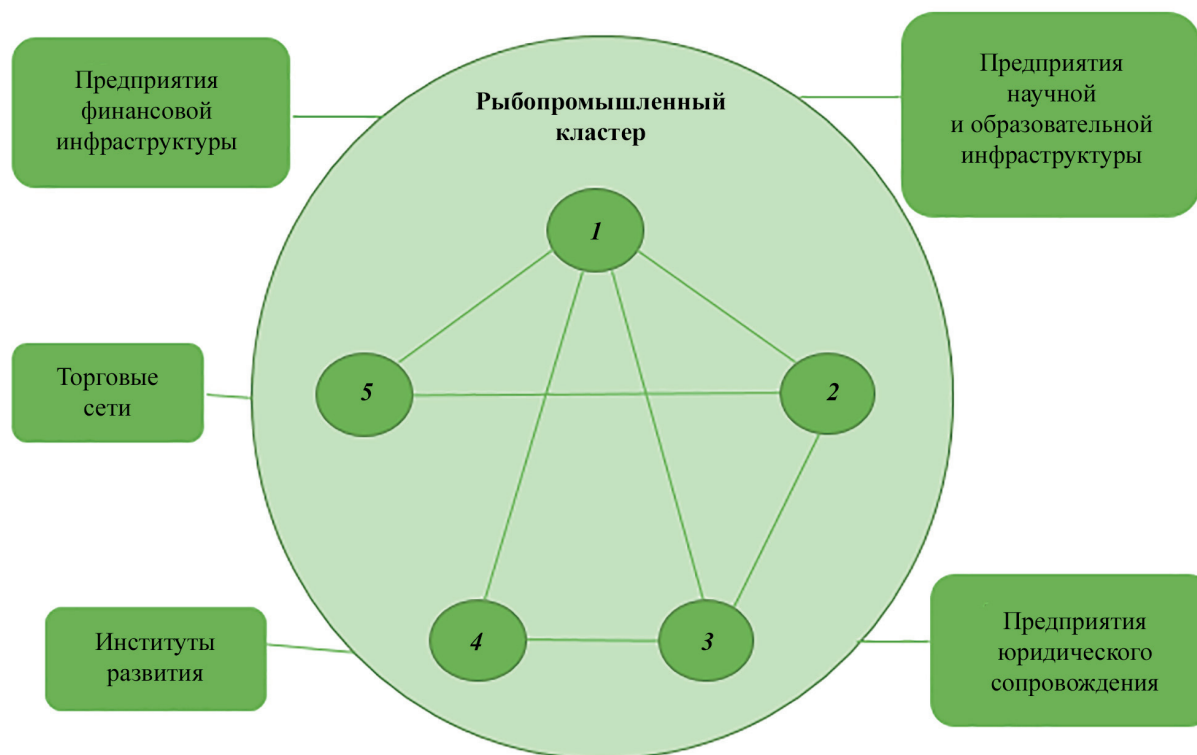 Предприятия
финансовой
инфраструктуры
Рыбопромышленный
кластер
Предприятия
научной
и образовательной
инфраструктуры
1
Торговые
сети
5
2
Институты
развития
4
3
Предприятия
юридического
сопровождения